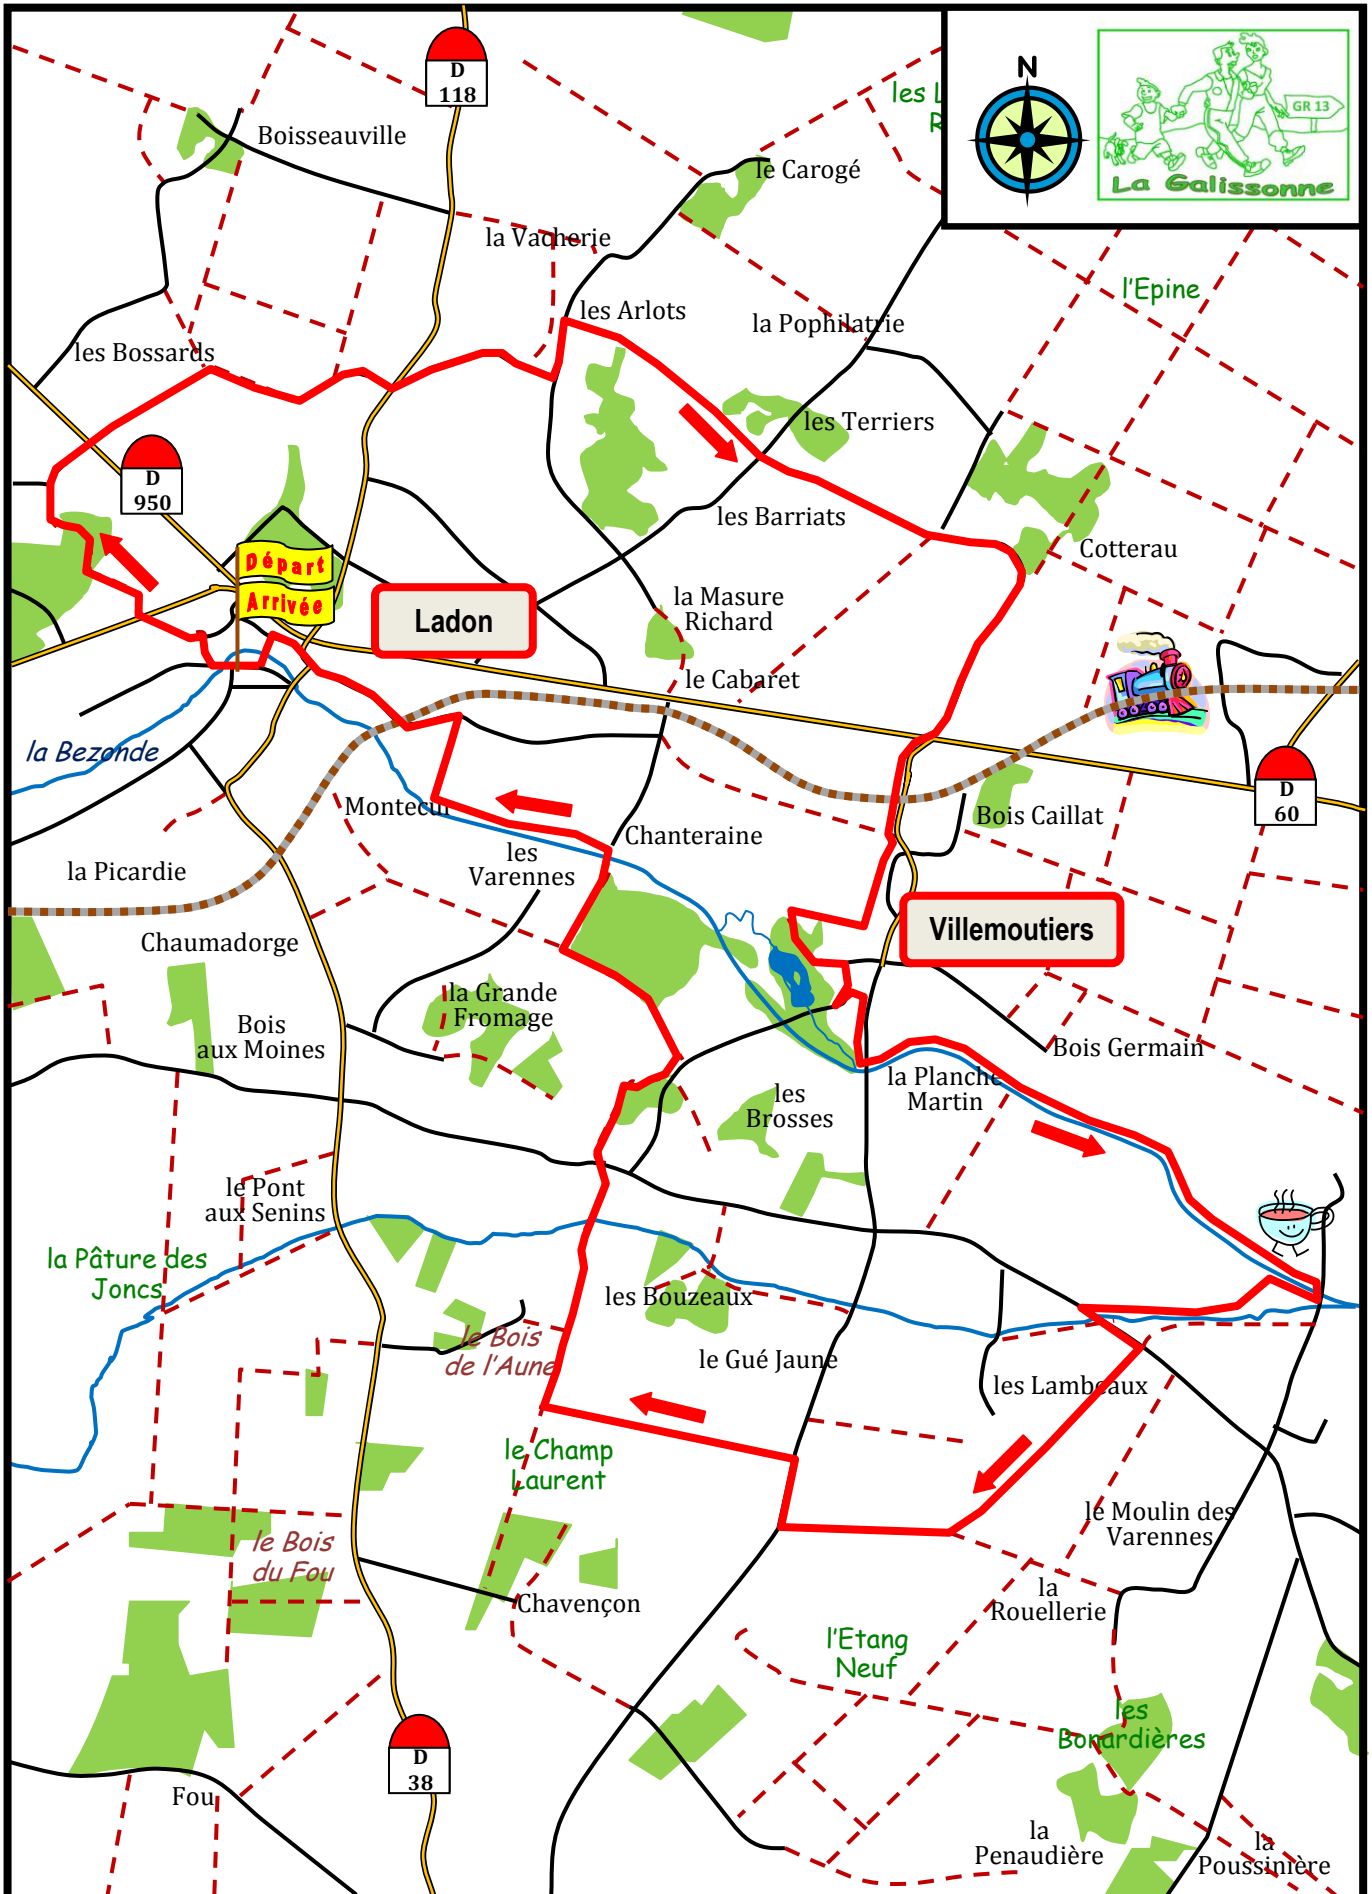 D
118
N
GR 13
La Galissonne
les L
R
Boisseauville
le Carogé
la Vacherie
l'Epine
les Arlots
la Pophilatrie
les Bossards
les Terriers
D
950
les Barriats
Cotterau
Départ
Arrivée
Ladon
la Masure
Richard
le Cabaret
la Bezonde
D
60
Montecul
Bois Caillat
Chanteraine
les
Varennes
la Picardie
Villemoutiers
Chaumadorge
la Grande
Fromage
Bois
aux Moines
Bois Germain
la Planche
Martin
les
Brosses
le Pont
aux Senins
la Pâture des
Joncs
les Bouzeaux
le Bois
de l'Aune
le Gué Jaune
les Lambeaux
le Champ
Laurent
le Moulin des
Varennes
le Bois
du Fou
la
Rouellerie
Chavençon
l'Etang
Neuf
les
Bonardières
D
38
Fou
la
Penaudière
la
Poussinière